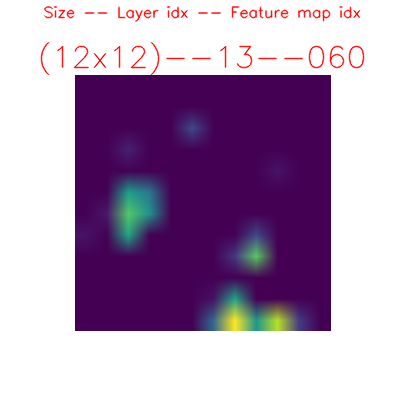 Size -- Layer idx -- Feature map idx
(12x12)--13--060